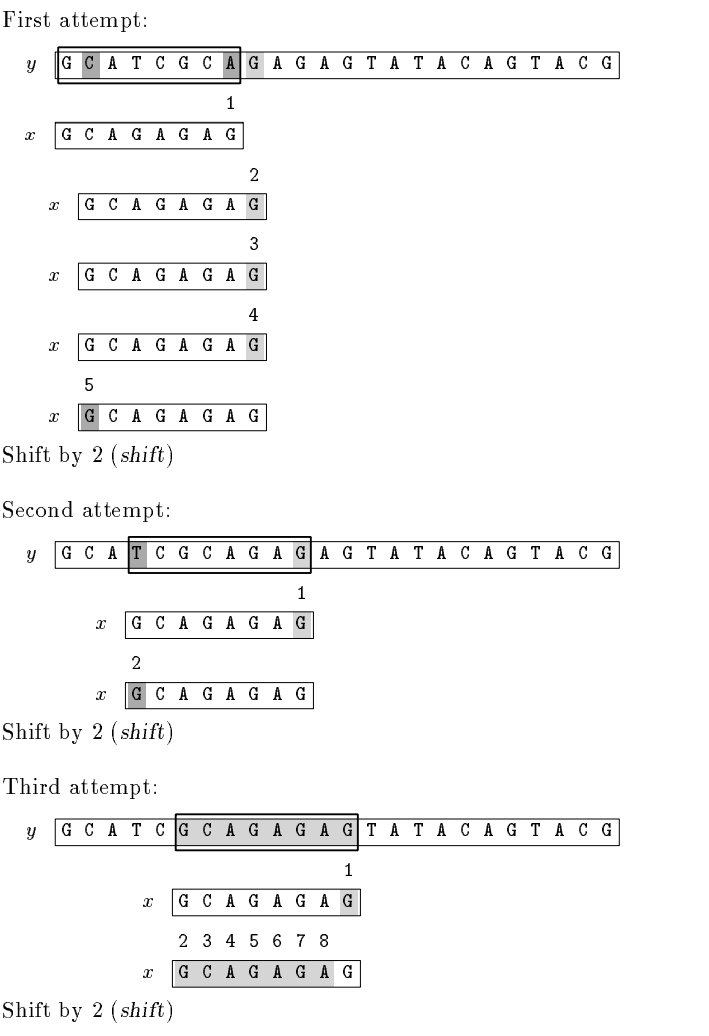 First attempt:
y G C A T C G C A G A G A G T A T A C A G T A C G
1
x G C A G A G A G
2
x G C A G A G A G
3
x G C A G A G A G
4
x G C A G A G A G
5
x G C A G A G A G
Shift by 2 (shift)
Second attempt:
y G C A T C G C A G A G A G T A T A C A G T A C G
1
x G C A G A G A G
2
x G C A G A G A G
Shift by 2 (shift)
Third attempt:
y G C A T C G C A G A G A G T A T A C A G T A C G
1
x G C A G A G A G
2 3 4 5 6 7 8
x G C A G A G A G
Shift by 2 (shift)